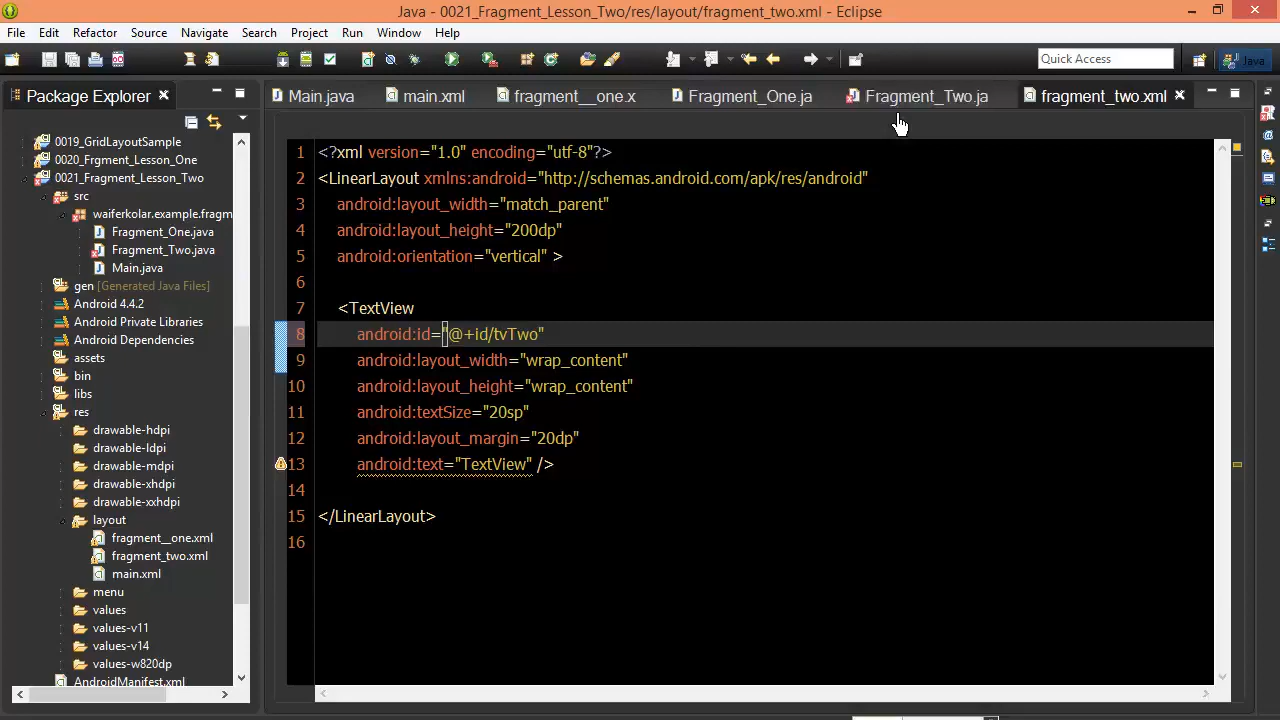 Java - 0021_Fragment_Lesson_Two/res/layout/fragment_two.xml - Eclipse
File Edit Refactor Source Navigate Search Project Run Window Help
Quick Access
Java
Package Explorer
Main.java
main.xml
fragment__one.x
Fragment_One.ja
Fragment_Two.ja
fragment_two.xml
0019_GridLayoutSample
0020_Frgment_Lesson_One
0021_Fragment_Lesson_Two
src
waiferkolar.example.fragm
Fragment_One.java
Fragment_Two.java
Main.java
gen [Generated Java Files]
Android 4.4.2
Android Private Libraries
Android Dependencies
assets
bin
libs
res
drawable-hdpi
drawable-ldpi
drawable-mdpi
drawable-xhdpi
drawable-xxhdpi
layout
fragment__one.xml
fragment_two.xml
main.xml
menu
values
values-v11
values-v14
values-w820dp
AndroidManifest.xml
1 <?xml version="1.0" encoding="utf-8"?>
2 <LinearLayout xmlns:android="http://schemas.android.com/apk/res/android"
3 android:layout_width="match_parent"
4 android:layout_height="200dp"
5 android:orientation="vertical" >
6
7 <TextView
8 android:id="@+id/tvTwo"
9 android:layout_width="wrap_content"
10 android:layout_height="wrap_content"
11 android:textSize="20sp"
12 android:layout_margin="20dp"
13 android:text="TextView" />
14
15 </LinearLayout>
16